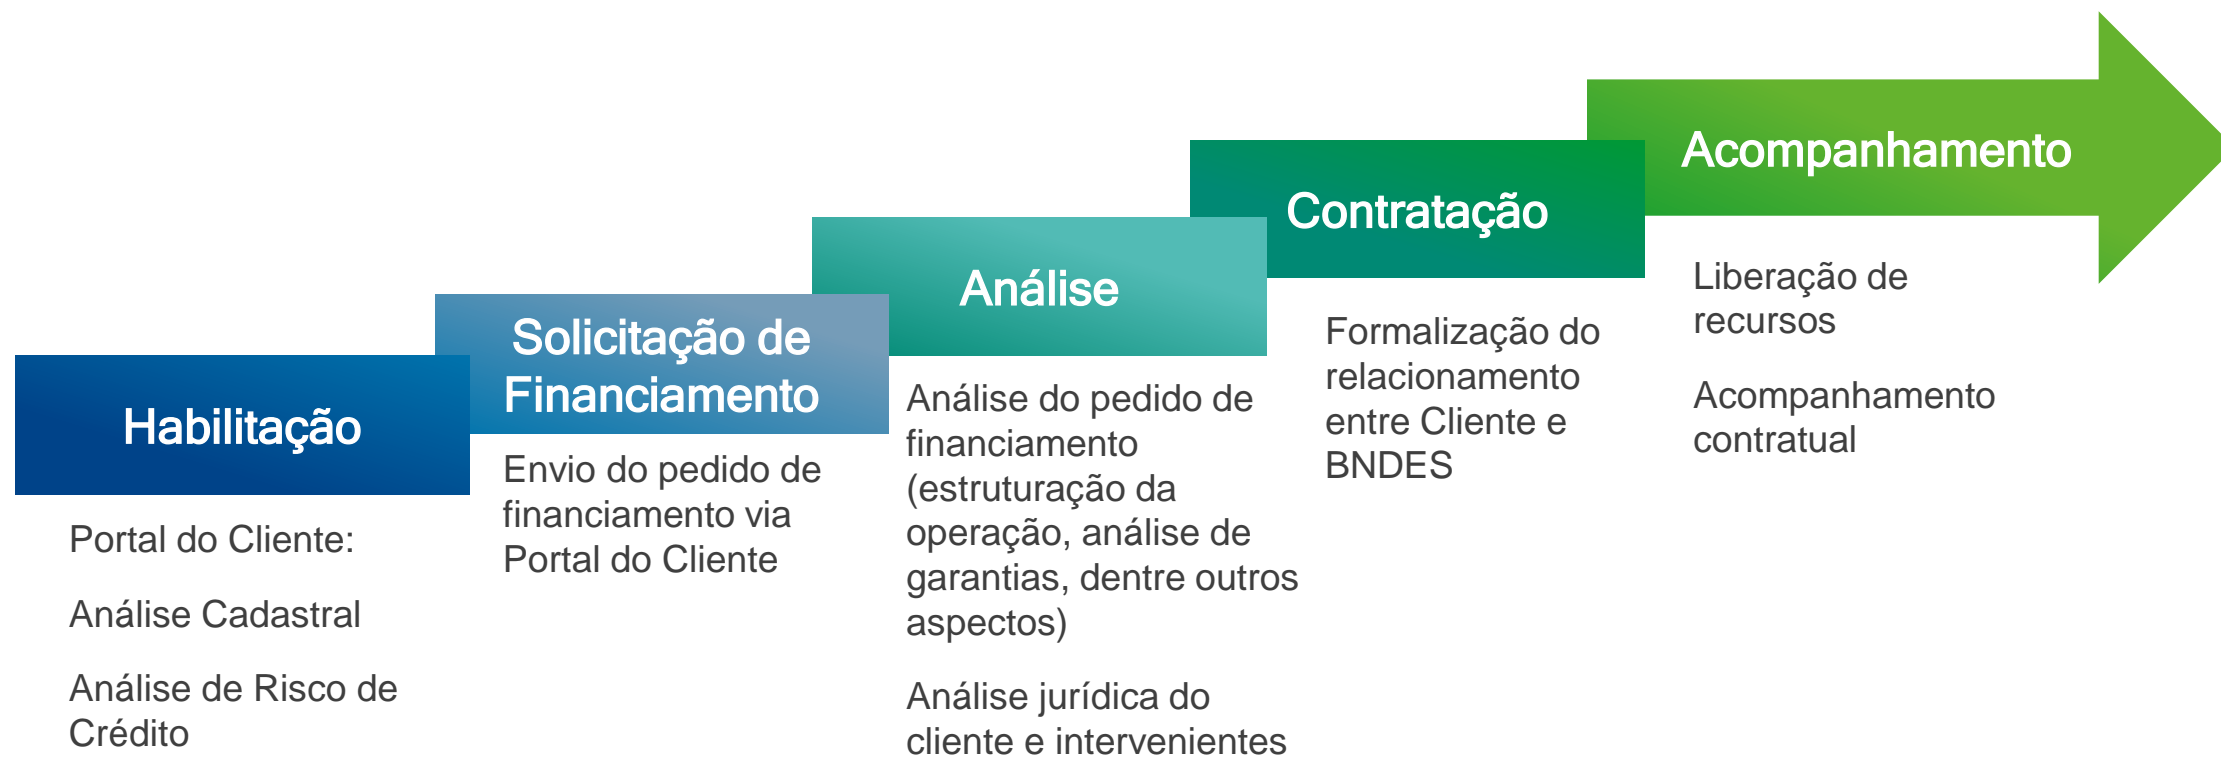 Habilitação
Portal do Cliente:
Análise Cadastral
Análise de Risco de
Crédito
Solicitação de
Financiamento
Envio do pedido de
financiamento via
Portal do Cliente
Análise
Análise do pedido de
financiamento
(estruturação da
operação, análise de
garantias, dentre outros
aspectos)
Análise jurídica do
cliente e intervenientes
Contratação
Formalização do
relacionamento
entre Cliente e
BNDES
Acompanhamento
Liberação de
recursos
Acompanhamento
contratual